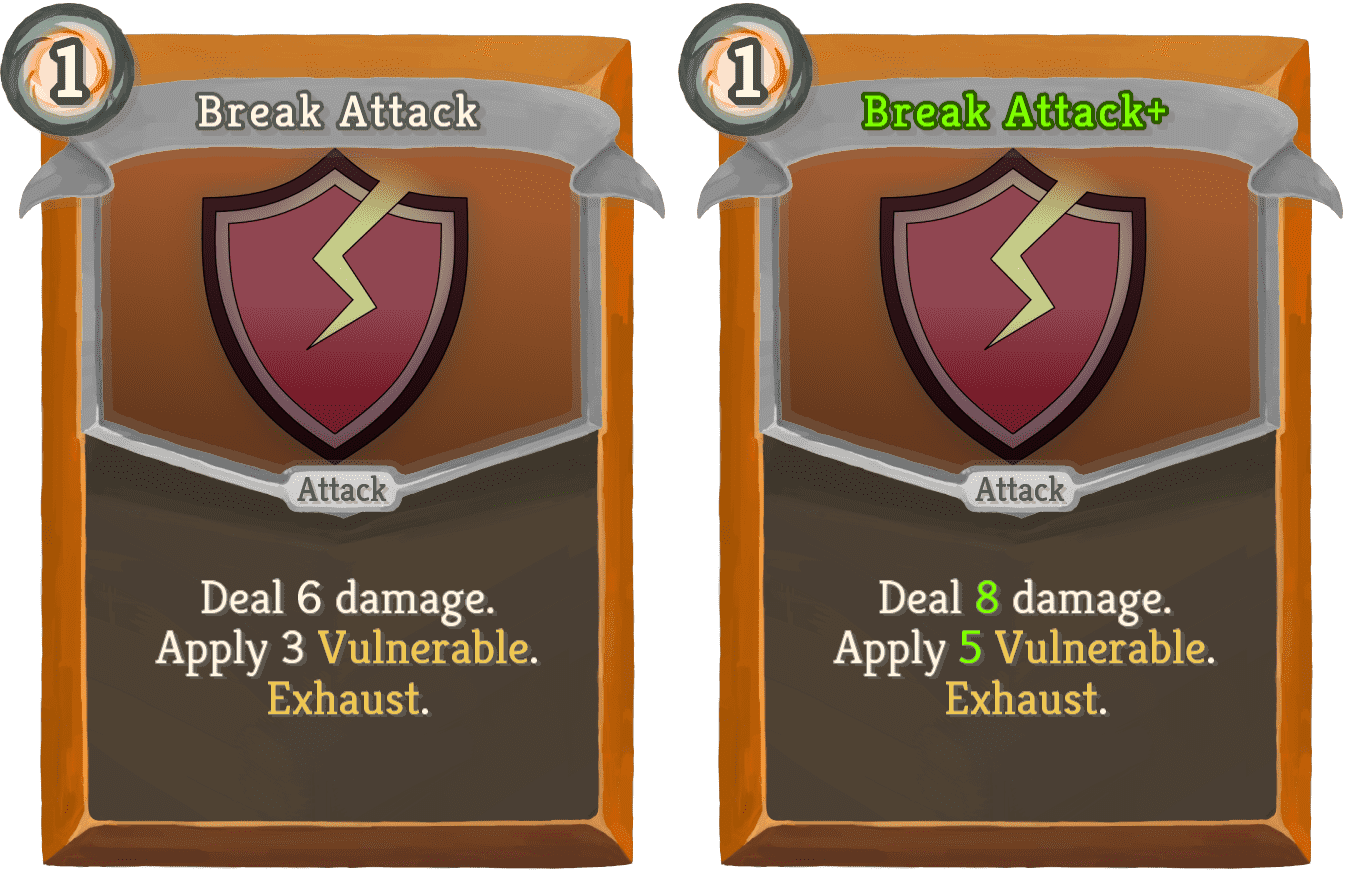 1
Break Attack
Attack
Deal 6 damage.
Apply 3 Vulnerable.
Exhaust.
1
Break Attack+
Attack
Deal 8 damage.
Apply 5 Vulnerable.
Exhaust.